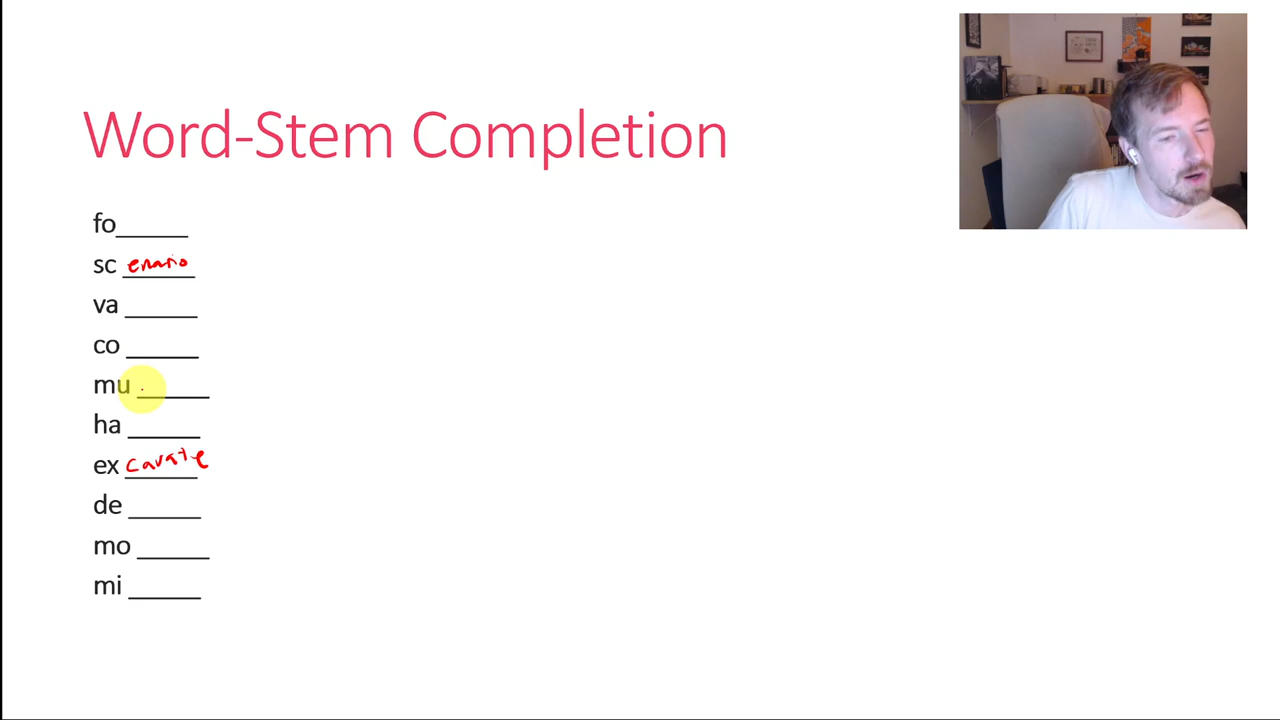 Word-Stem Completion
fo______
sc enario
va ______
co ______
mu ______
ha ______
ex cavate
de ______
mo ______
mi ______